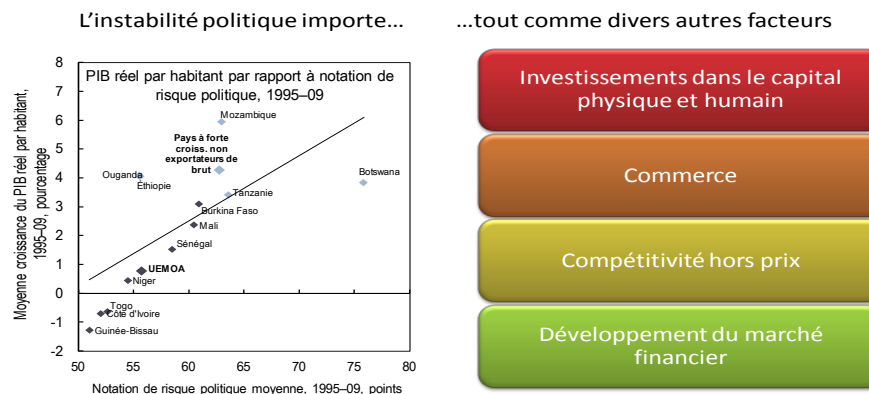 L'instabilité politique importe...
...tout comme divers autres facteurs
PIB réel par habitant par rapport à notation de
risque politique, 1995–09
Moyenne croissance du PIB réel par habitant,
1995–09, pourcentage
8
7
6
5
4
3
2
1
0
-1
-2
Mozambique
Pays à forte
croiss. non
exportateurs de
brut
Ouganda
Éthiopie
Botswana
Tanzanie
Burkina Faso
Mali
Sénégal
UEMOA
Niger
Togo
Côte d'Ivoire
Guinée-Bissau
50 55 60 65 70 75 80
Notation de risque politique moyenne, 1995–09, points
Investissements dans le capital
physique et humain
Commerce
Compétitivité hors prix
Développement du marché
financier